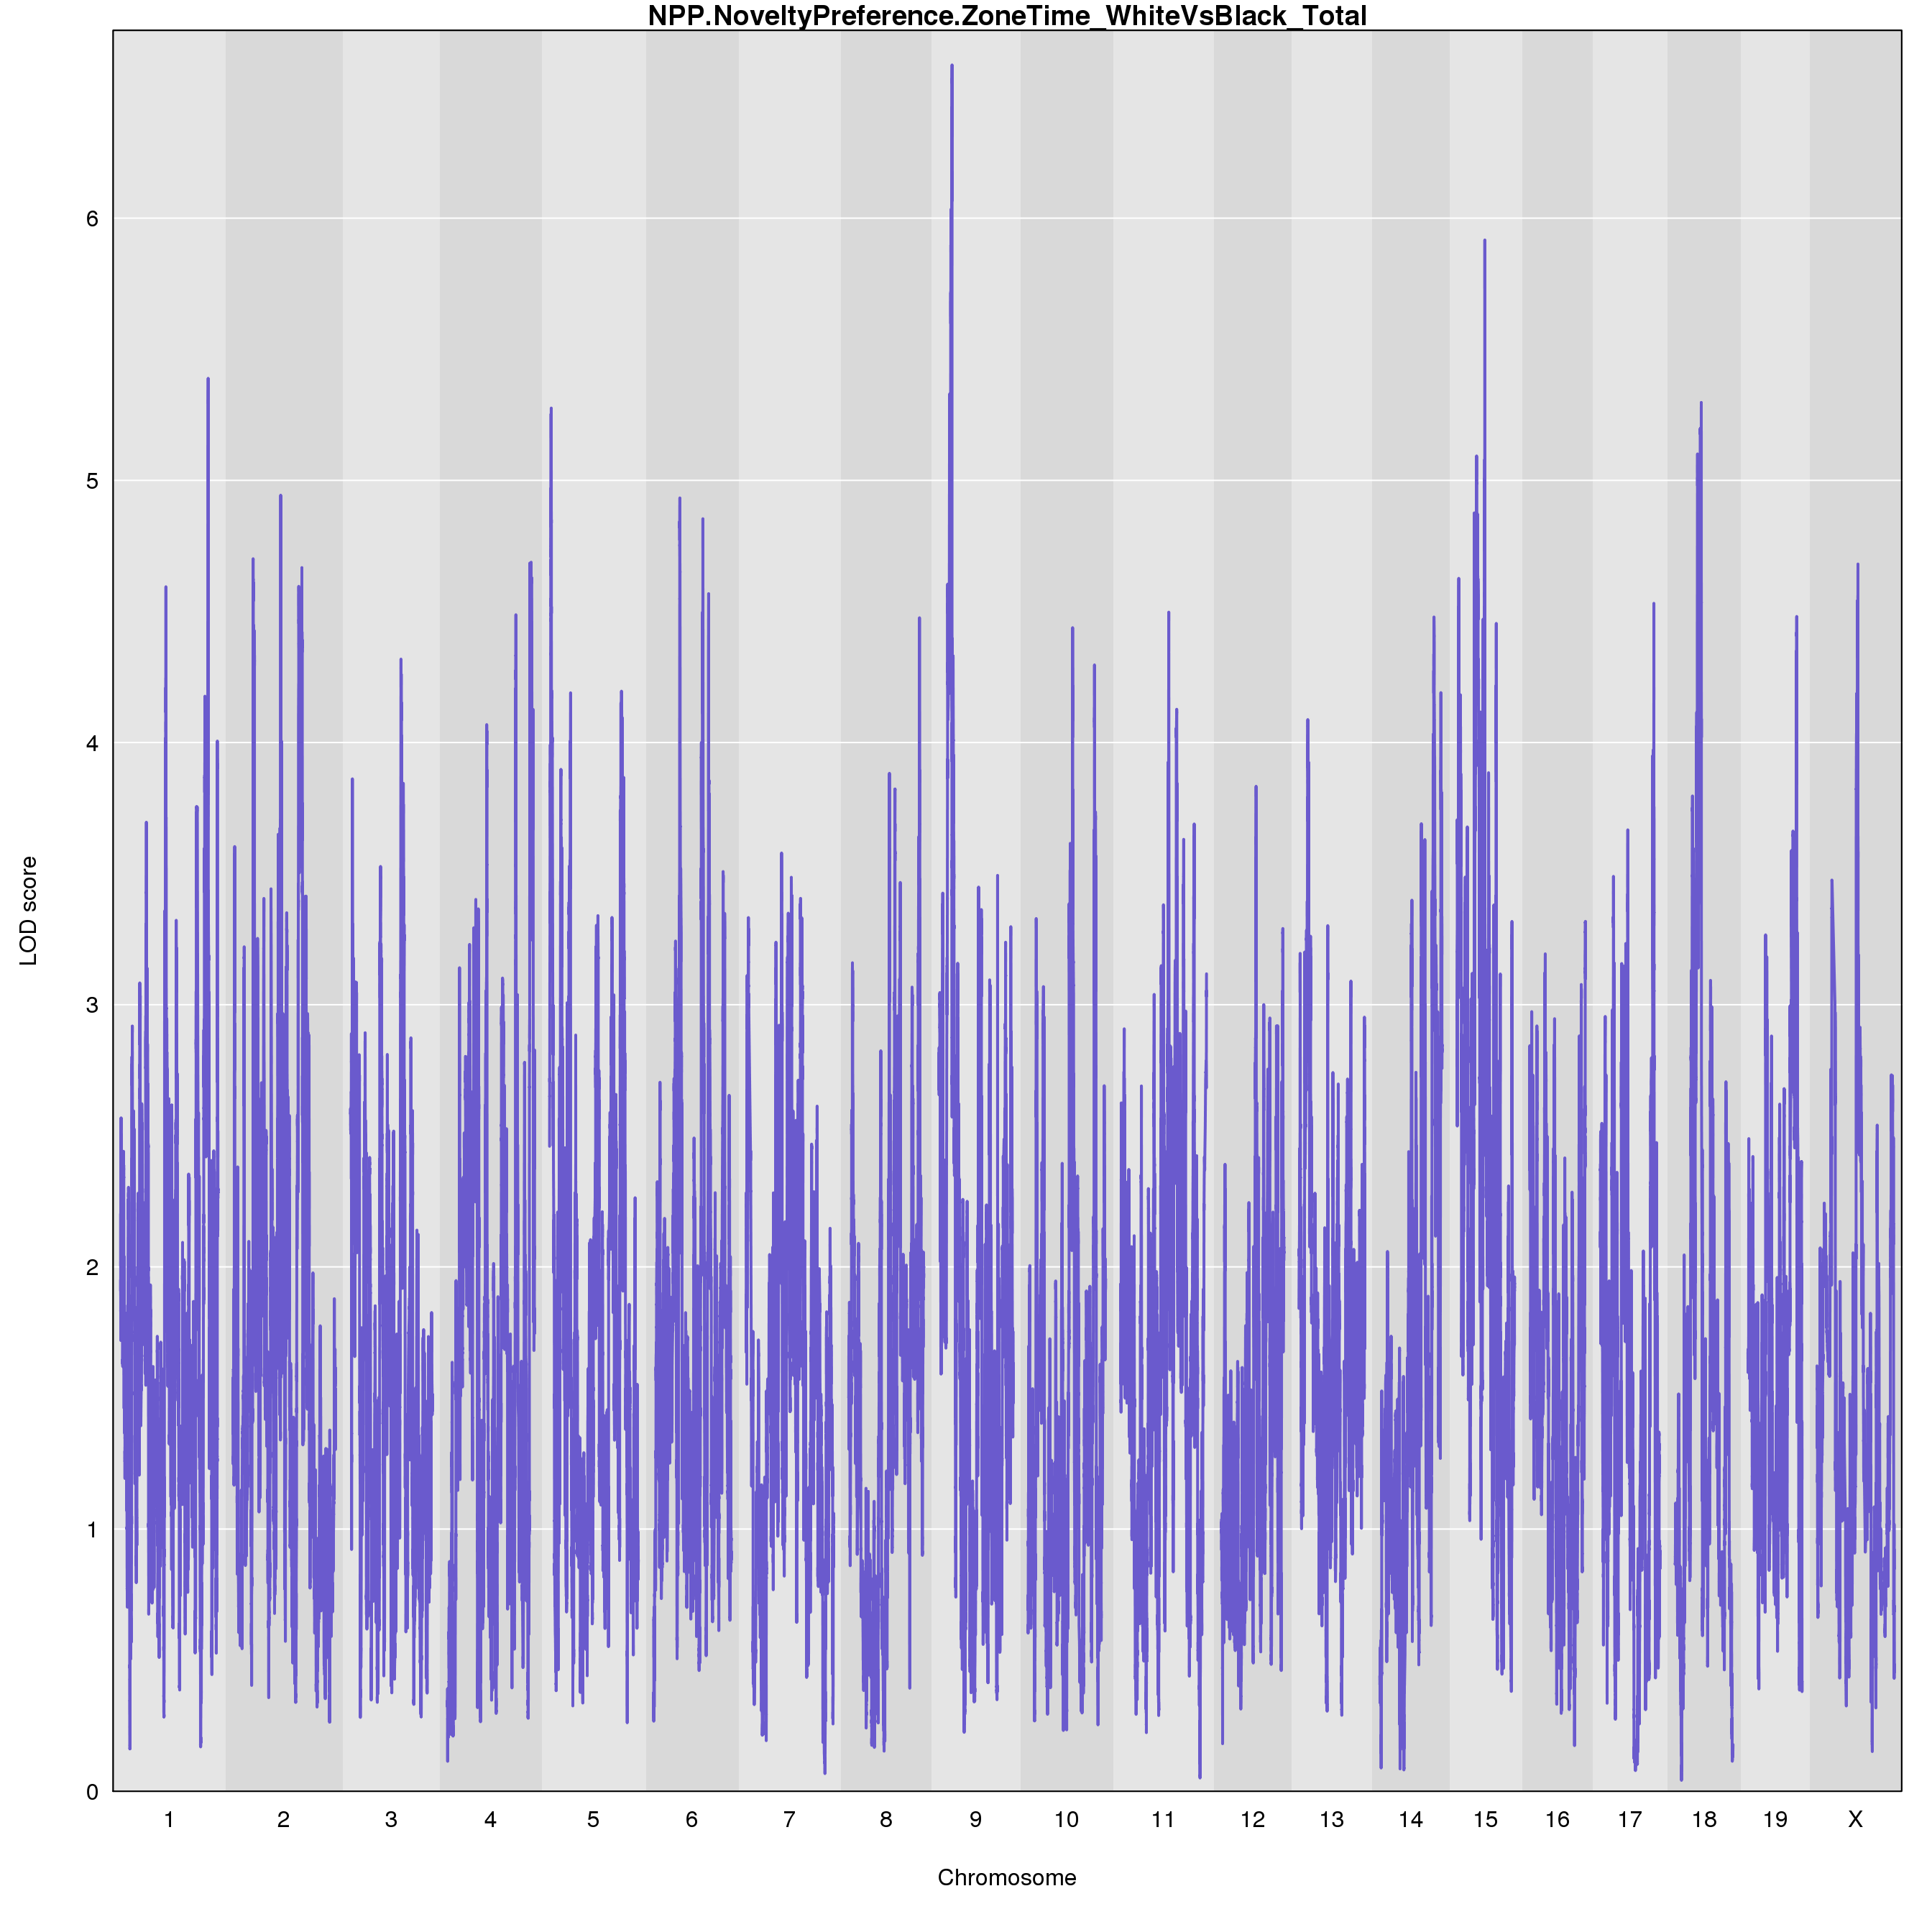 NPP.NoveltyPreference.ZoneTime_WhiteVsBlack_Total
6
5
4
3
2
1
0
LOD score
1 2 3 4 5 6 7 8 9 10 11 12 13 14 15 16 17 18 19 X
Chromosome